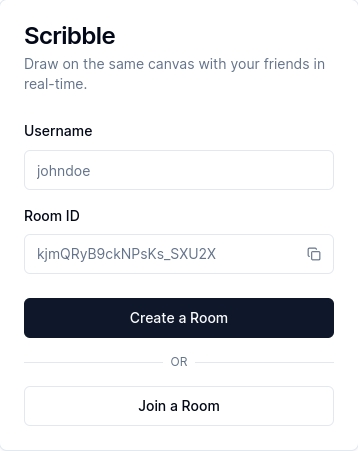 Scribble
Draw on the same canvas with your friends in
real-time.
Username
johndoe
Room ID
kjmQRyB9ckNPsKs_SXU2X
Create a Room
OR
Join a Room